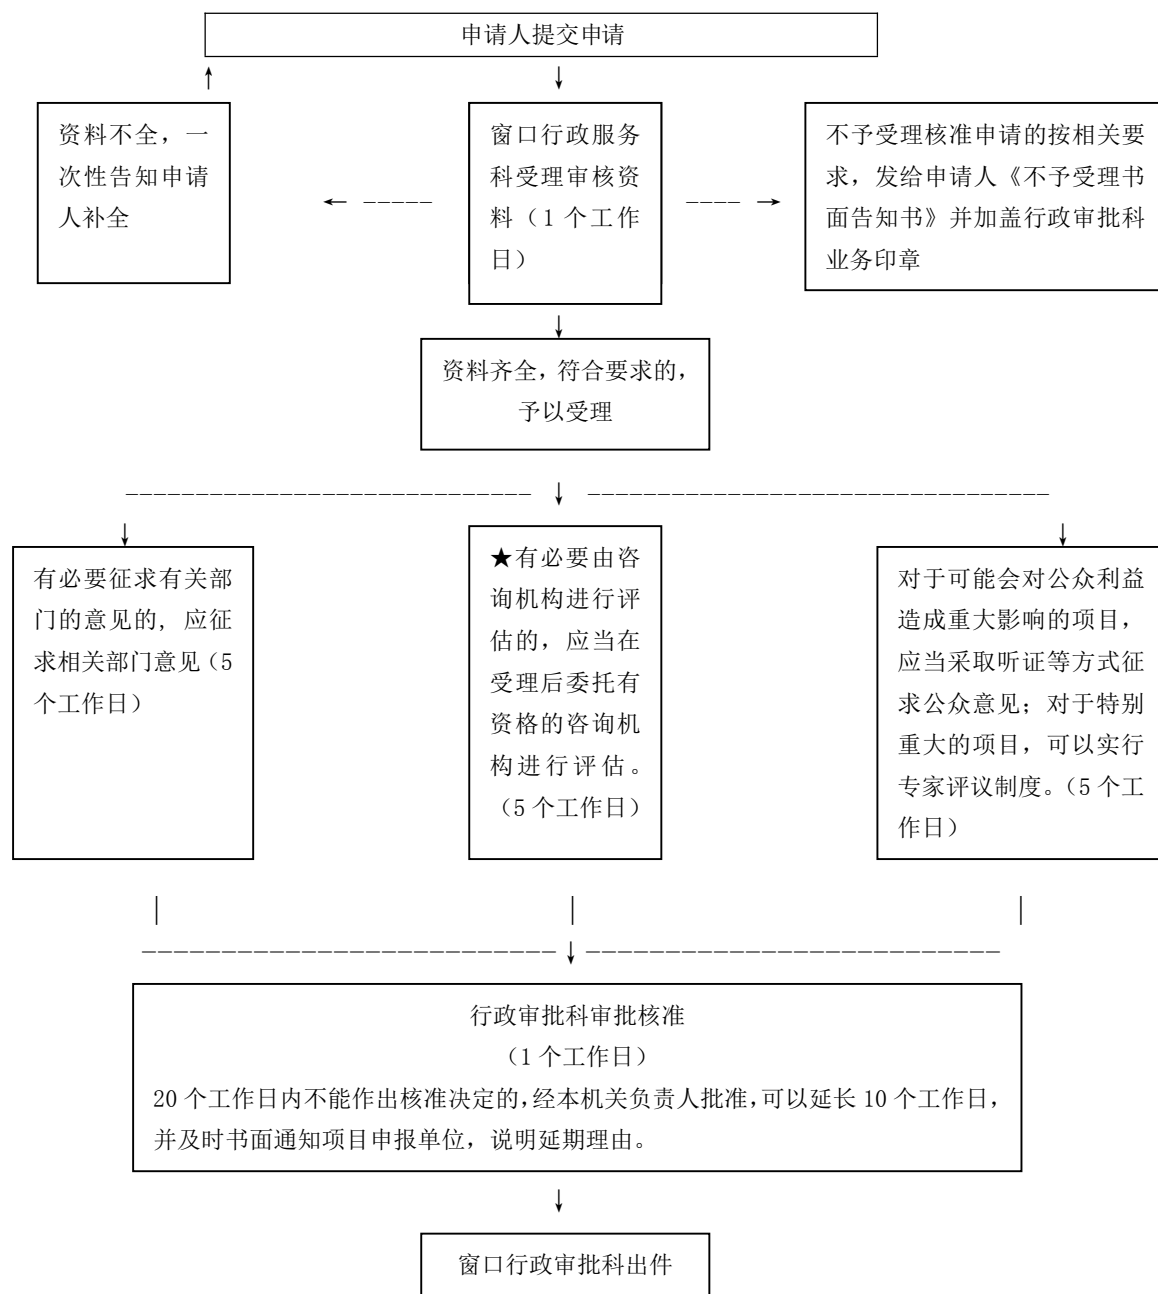 申请人提交申请
↑
↓
资料不全，一
次性告知申请
人补全
← -----
窗口行政服务
科受理审核资
料（1 个工作
日）
---- →
不予受理核准申请的按相关要
求，发给申请人《不予受理书
面告知书》并加盖行政审批科
业务印章
↓
资料齐全，符合要求的，
予以受理
----------------------------- ↓ ---------------------------------
↓
↓
有必要征求有关部
门的意见的, 应征
求相关部门意见（5
个工作日）
★有必要由咨
询机构进行评
估的，应当在
受理后委托有
资格的咨询机
构进行评估。
（5 个工作日）
对于可能会对公众利益
造成重大影响的项目，
应当采取听证等方式征
求公众意见；对于特别
重大的项目，可以实行
专家评议制度。（5 个工
作日）
| | |
--------------------------↓--------------------------
行政审批科审批核准
（1 个工作日）
20 个工作日内不能作出核准决定的，经本机关负责人批准，可以延长 10 个工作日，
并及时书面通知项目申报单位，说明延期理由。
↓
窗口行政审批科出件